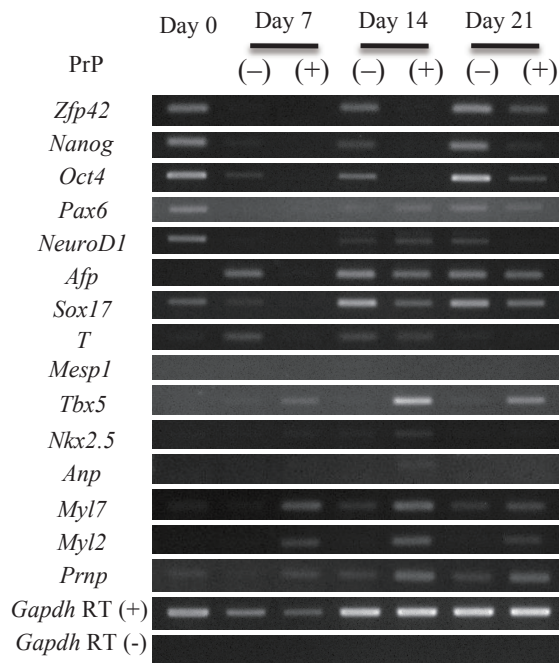 Day 0 Day 7 Day 14 Day 21
PrP (–) (+) (–) (+) (–) (+)
Zfp42
Nanog
Oct4
Pax6
NeuroD1
Afp
Sox17
T
Mesp1
Tbx5
Nkx2.5
Anp
Myl7
Myl2
Prnp
Gapdh RT (+)
Gapdh RT (-)